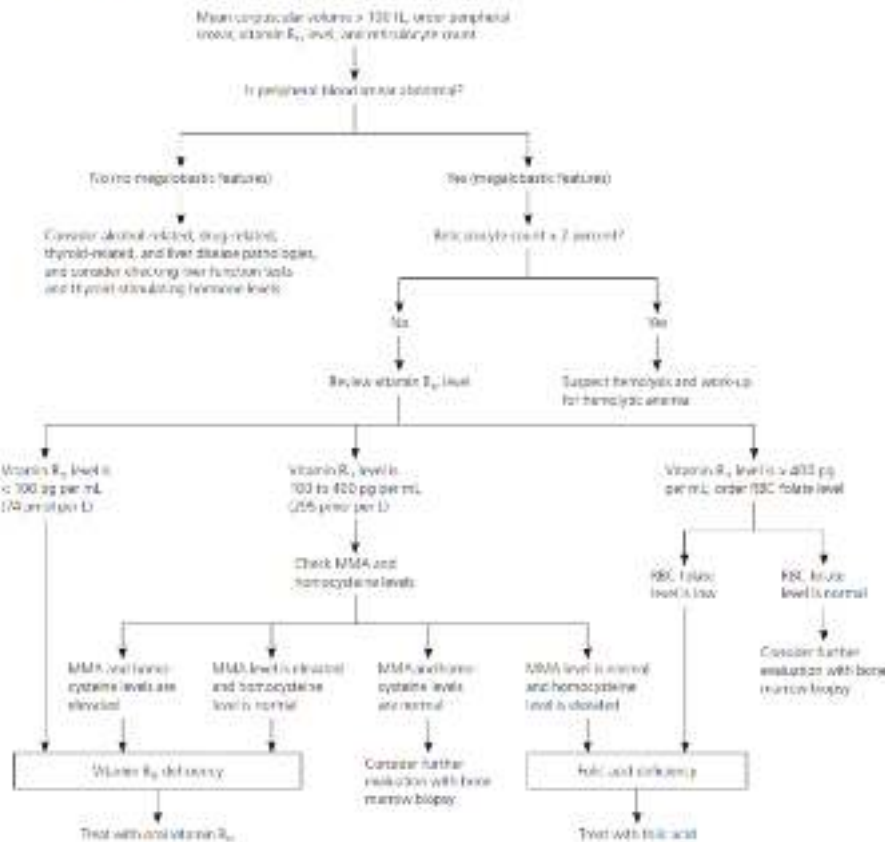 Mean corpuscular volume > 100 fL, order peripheral
smear, vitamin B₁₂ level, and reticulocyte count
Is peripheral blood smear abnormal?
No (no megaloblastic features)
Yes (megaloblastic features)
Consider alcohol-related, drug-related,
thyroid-related, and liver disease pathologies,
and consider checking liver function tests
and thyroid-stimulating hormone levels
Reticulocyte count 2 percent?
No
Yes
Review vitamin B₁₂ level
Suspect hemolysis and work-up
for hemolytic anemia
Vitamin B₁₂ level is
< 100 pg per mL
(74 pmol per L)
Vitamin B₁₂ level is
100 to 400 pg per mL
(295 pmol per L)
Vitamin B₁₂ level is > 400 pg
per mL, order RBC folate level
Check MMA and
homocysteine levels
RBC folate
level is low
RBC folate
level is normal
MMA and homo-
cysteine levels are
elevated
MMA level is elevated
and homocysteine
level is normal
MMA and homo-
cysteine levels
are normal
MMA level is normal
and homocysteine
level is elevated
Consider further
evaluation with bone
marrow biopsy
Vitamin B₁₂ deficiency
Consider further
evaluation with bone
marrow biopsy
Folic acid deficiency
Treat with oral vitamin B₁₂
Treat with folic acid